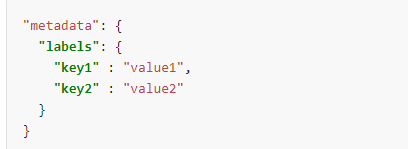 "metadata": {
  "labels": {
    "key1" : "value1",
    "key2" : "value2"
  }
}